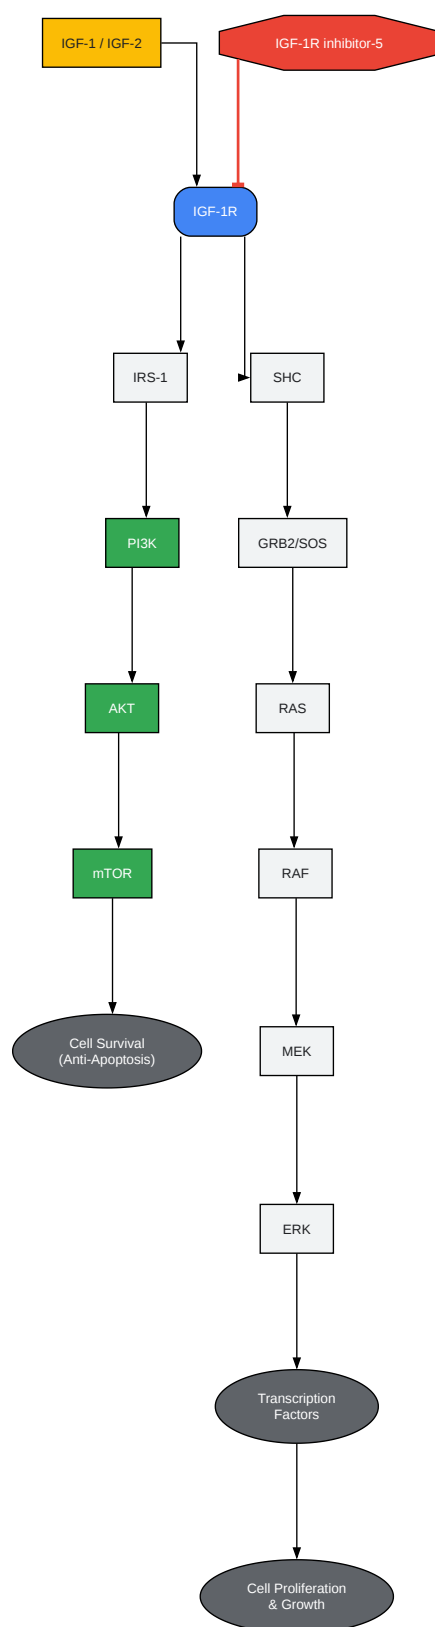 IGF-1 / IGF-2
IGF-1R inhibitor-5
IGF-1R
IRS-1
SHC
PI3K
GRB2/SOS
AKT
RAS
mTOR
RAF
Cell Survival
(Anti-Apoptosis)
MEK
ERK
Transcription
Factors
Cell Proliferation
& Growth